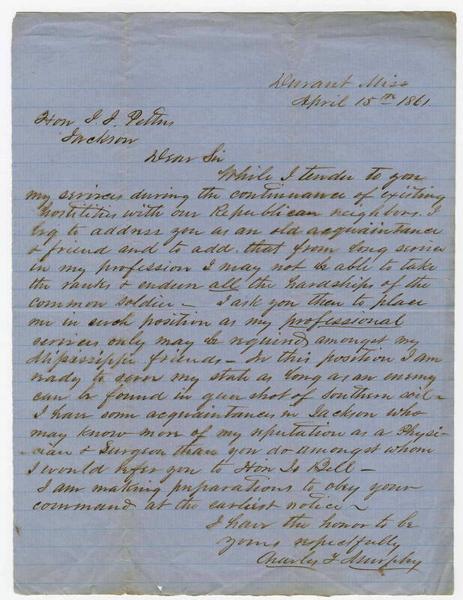 Durant Miss
April 15th 1861
Hon J. J. Pettus
Jackson
Dear Sir
While I tender to you
my services during the continuance of existing
hostilities with our Republican neighbors. I
beg to address you as an old acquaintance
& friend and to add that from long service
in my profession I may not be able to take
the ranks & endure all the hardships of the
common soldier — I ask you then to place
me in such position as my professional
services only may be required amongst my
Mississippi friends — In this position I am
ready to serve my state as long as an enemy
can be found in gun shot of southern soil —
I have some acquaintances in Jackson who
may know more of my reputation as a Physi-
-cian & Surgeon than you do amongst whom
I would refer you to Hon Hill —
I am making preparations to obey your
command at the earliest notice —
I have the honor to be
yours respectfully
Charles F Murphy